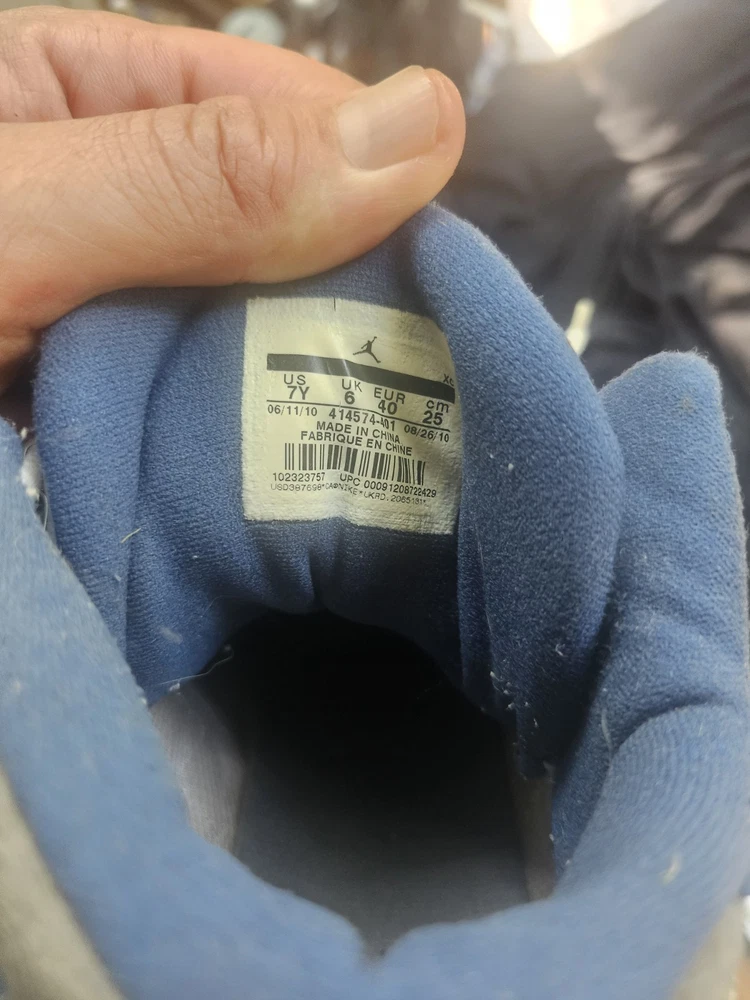 XC
US UK EUR cm
7Y 6 40 25
06/11/10 414574-401 08/26/10
MADE IN CHINA
FABRIQUE EN CHINE
102323757 UPC 00091208722429